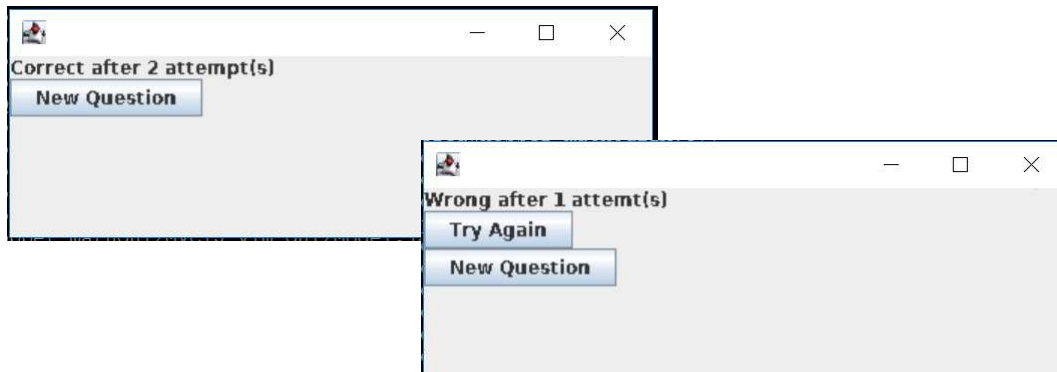 Correct after 2 attempt(s)
New Question
Wrong after 1 attemt(s)
Try Again
New Question